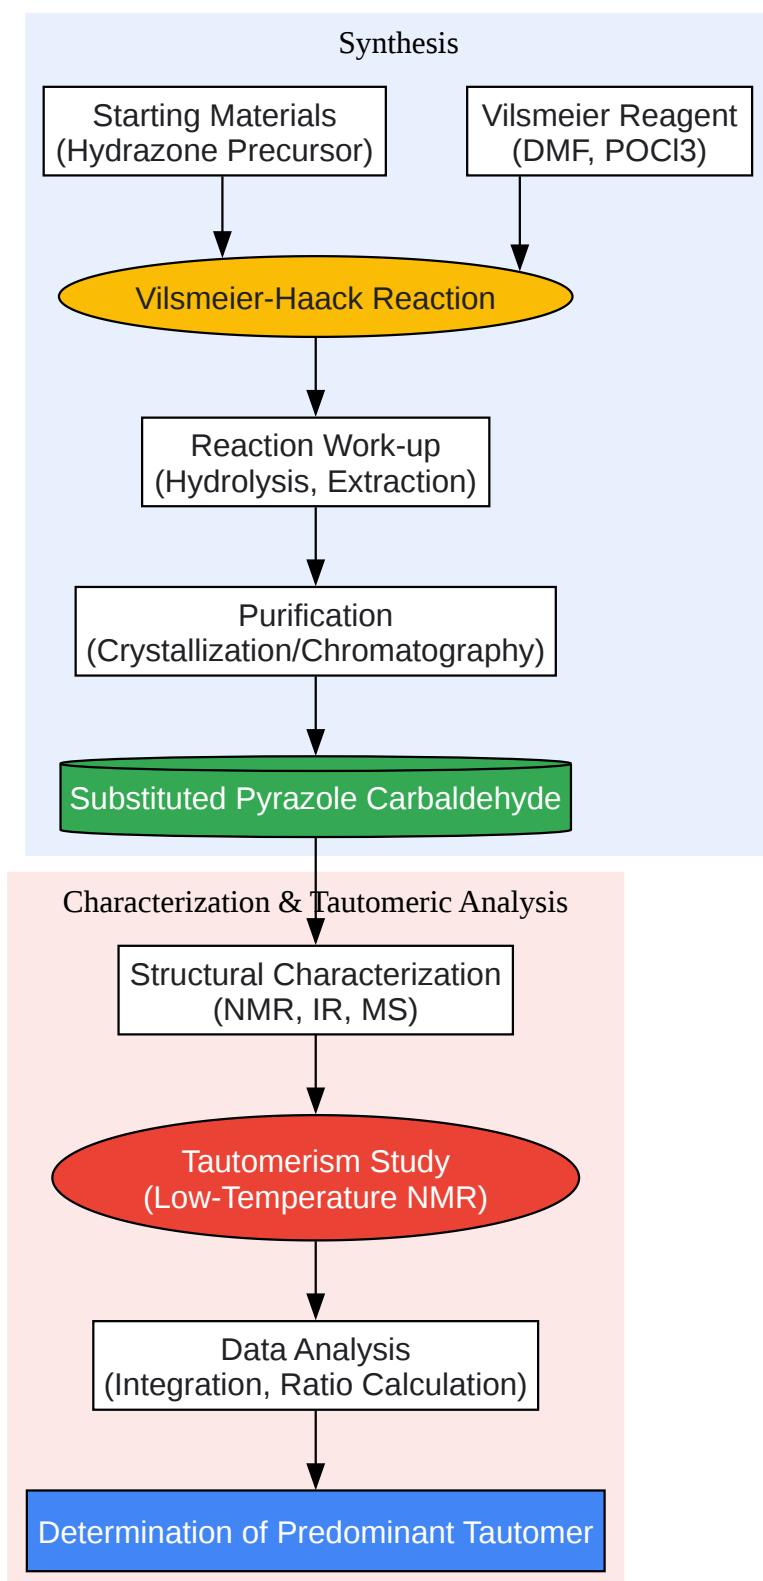 Synthesis
Starting Materials
(Hydrazone Precursor)
Vilsmeier Reagent
(DMF, POCl3)
Vilsmeier-Haack Reaction
Reaction Work-up
(Hydrolysis, Extraction)
Purification
(Crystallization/Chromatography)
Substituted Pyrazole Carbaldehyde
Characterization & Tautomeric Analysis
Structural Characterization
(NMR, IR, MS)
Tautomerism Study
(Low-Temperature NMR)
Data Analysis
(Integration, Ratio Calculation)
Determination of Predominant Tautomer